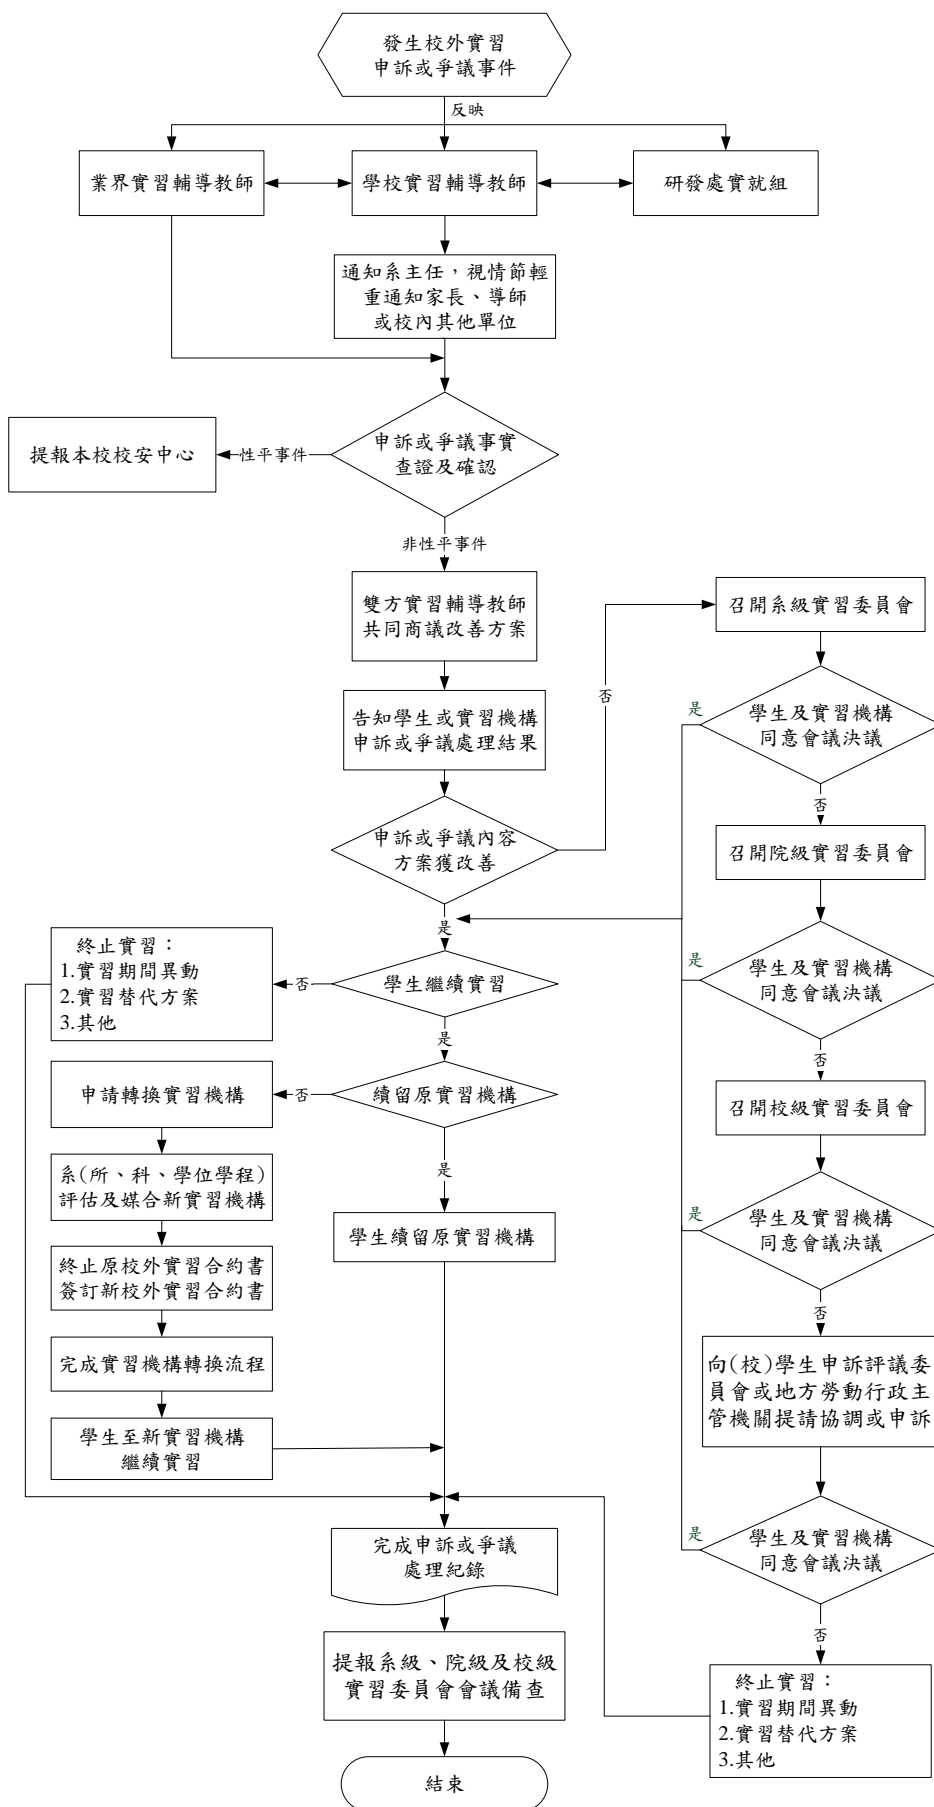 發生校外實習
申訴或爭議事件
反映
業界實習輔導教師
學校實習輔導教師
研發處實就組
通知系主任，視情節輕
重通知家長、導師
或校內其他單位
申訴或爭議事實
查證及確認
性平事件
提報本校校安中心
非性平事件
雙方實習輔導教師
共同商議改善方案
告知學生或實習機構
申訴或爭議處理結果
申訴或爭議內容
方案獲改善
否
召開系級實習委員會
學生及實習機構
同意會議決議
是
否
召開院級實習委員會
學生及實習機構
同意會議決議
是
否
召開校級實習委員會
學生及實習機構
同意會議決議
是
否
向(校)學生申訴評議委
員會或地方勞動行政主
管機關提請協調或申訴
學生及實習機構
同意會議決議
是
否
終止實習：
1.實習期間異動
2.實習替代方案
3.其他
是
學生繼續實習
否
終止實習：
1.實習期間異動
2.實習替代方案
3.其他
是
續留原實習機構
否
申請轉換實習機構
系(所、科、學位學程)
評估及媒合新實習機構
終止原校外實習合約書
簽訂新校外實習合約書
完成實習機構轉換流程
學生至新實習機構
繼續實習
是
學生續留原實習機構
完成申訴或爭議
處理紀錄
提報系級、院級及校級
實習委員會會議備查
結束